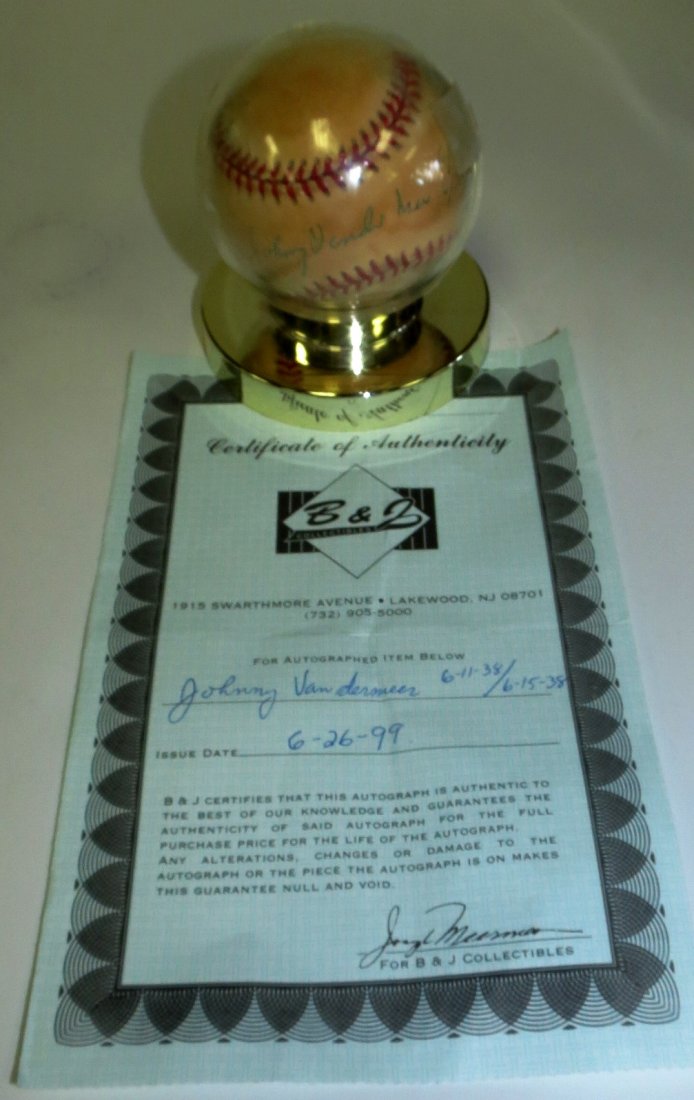 Johnny Vander Meer
Certificate of Authenticity
B & J
COLLECTIBLES
1915 SWARTHMORE AVENUE • LAKEWOOD, NJ 08701
(732) 905-5000
FOR AUTOGRAPHED ITEM BELOW
Johnny Vandermeer 6-11-38/6-15-38
ISSUE DATE 6-26-99
B & J CERTIFIES THAT THIS AUTOGRAPH IS AUTHENTIC TO
THE BEST OF OUR KNOWLEDGE AND GUARANTEES THE
AUTHENTICITY OF SAID AUTOGRAPH FOR THE FULL
PURCHASE PRICE FOR THE LIFE OF THE AUTOGRAPH.
ANY ALTERATIONS, CHANGES OR DAMAGE TO THE
AUTOGRAPH OR THE PIECE THE AUTOGRAPH IS ON MAKES
THIS GUARANTEE NULL AND VOID.
FOR B & J COLLECTIBLES